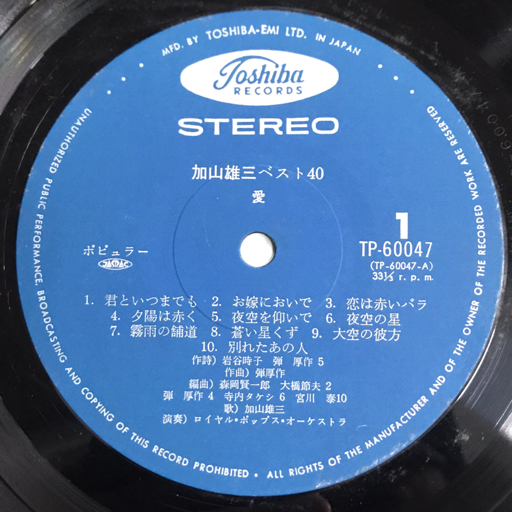 MFD. BY TOSHIBA-EMI LTD. IN JAPAN
Toshiba
RECORDS
STEREO
加山雄三ベスト40
愛
1
ポピュラー
TP-60047
JASRAC
(TP-60047-A)
33⅓ r. p. m.
1. 君といつまでも 2. お嫁においで 3. 恋は赤いバラ
4. 夕陽は赤く 5. 夜空を仰いで 6. 夜空の星
7. 霧雨の舗道 8. 蒼い星くず 9. 大空の彼方
10. 別れたあの人
作詩) 岩谷時子 弾 厚作 5
作曲) 弾厚作
編曲) 森岡賢一郎 大橋節夫 2
弾 厚作 4 寺内タケシ 6 宮川 泰10
歌) 加山雄三
演奏) ロイヤル・ポップス・オーケストラ
UNAUTHORIZED PUBLIC PERFORMANCE, BROADCASTING AND COPYING OF THIS RECORD PROHIBITED • ALL RIGHTS OF THE MANUFACTURER AND OWNER OF THE RECORDED WORK ARE RESERVED